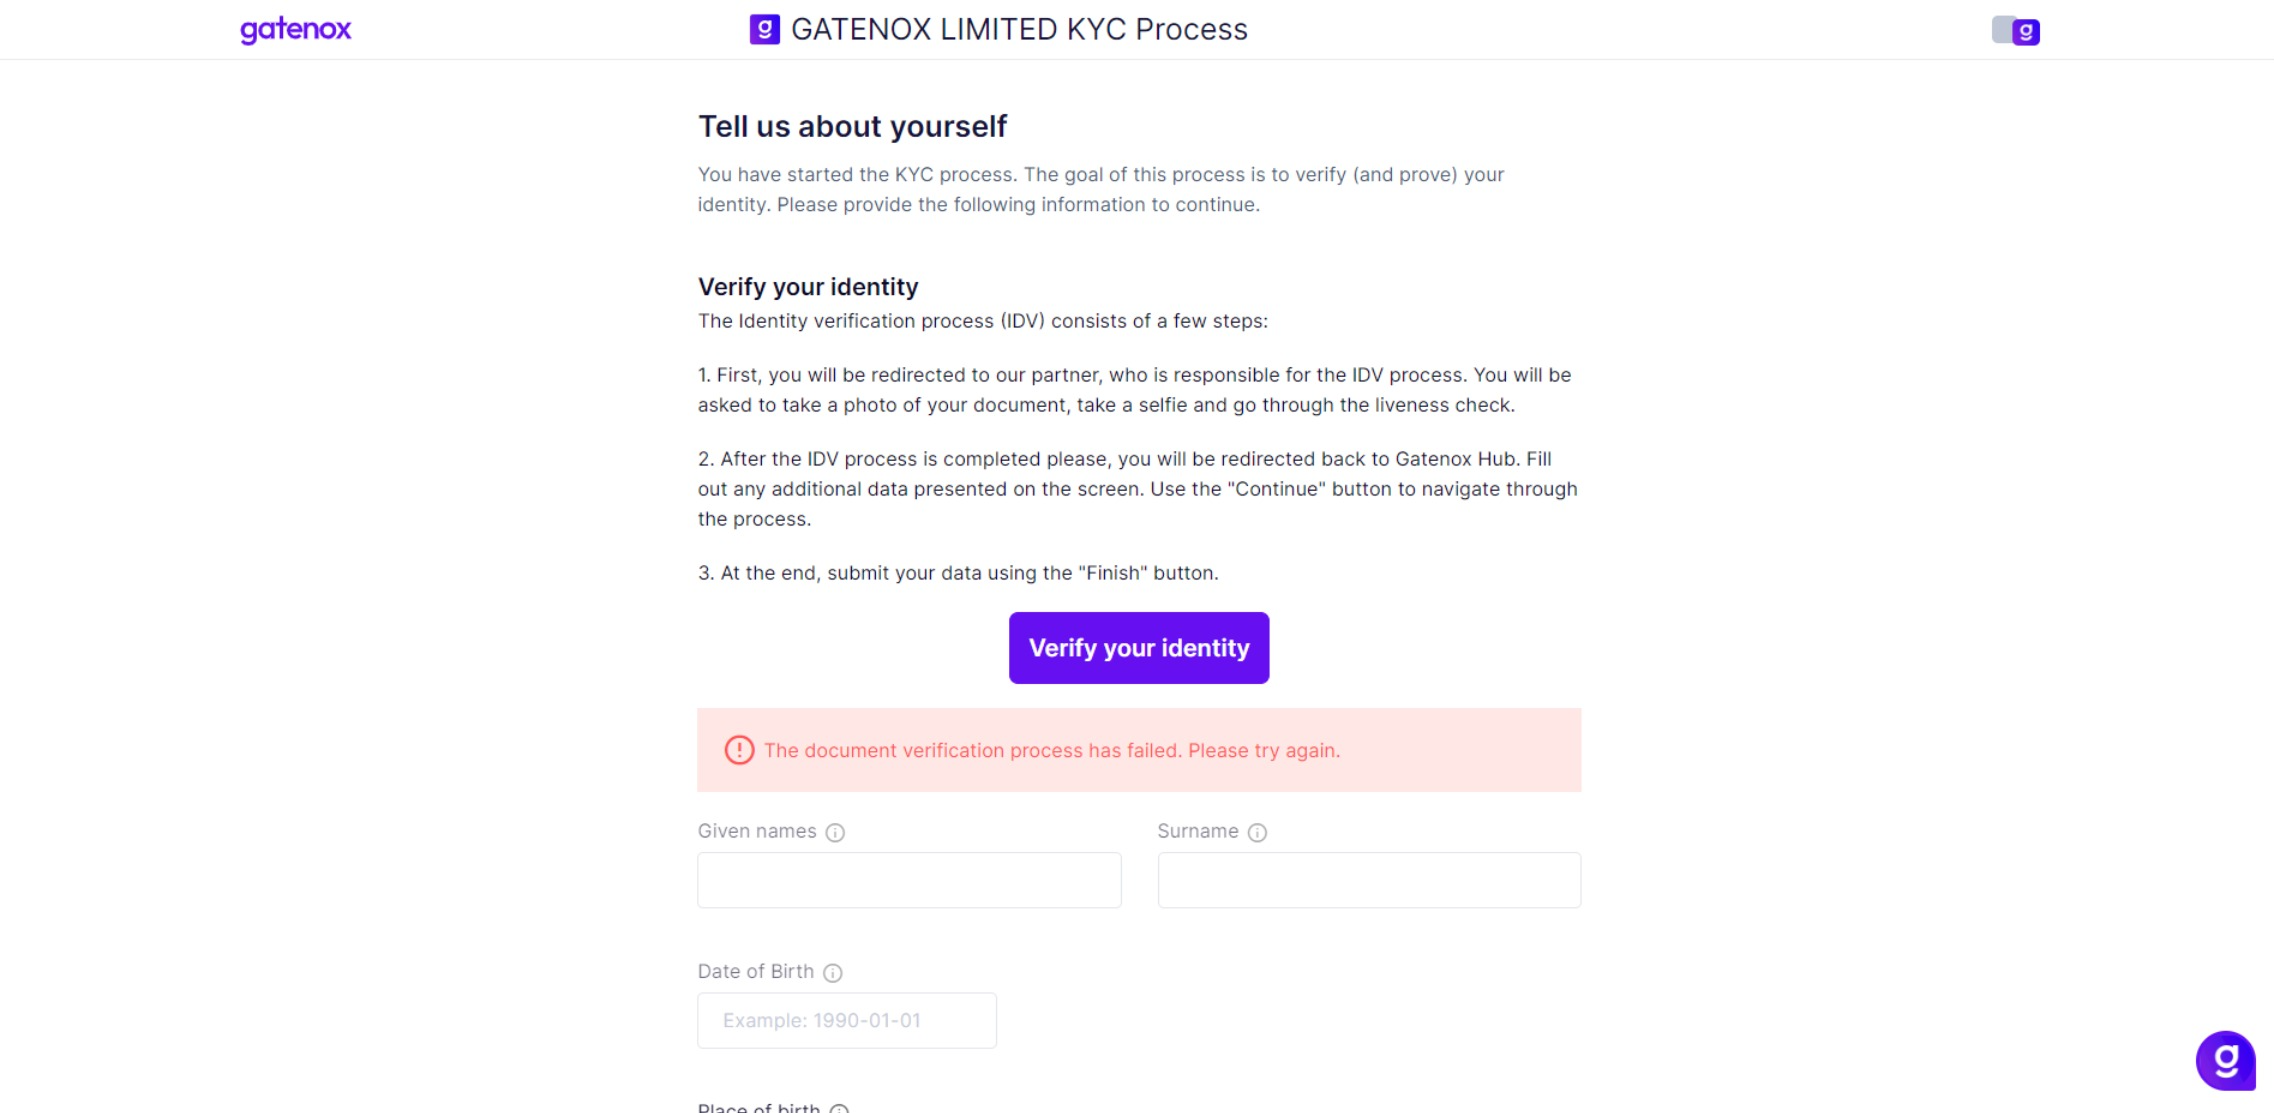 gatenox
g GATENOX LIMITED KYC Process
g
Tell us about yourself
You have started the KYC process. The goal of this process is to verify (and prove) your
identity. Please provide the following information to continue.
Verify your identity
The Identity verification process (IDV) consists of a few steps:
1. First, you will be redirected to our partner, who is responsible for the IDV process. You will be
asked to take a photo of your document, take a selfie and go through the liveness check.
2. After the IDV process is completed please, you will be redirected back to Gatenox Hub. Fill
out any additional data presented on the screen. Use the "Continue" button to navigate through
the process.
3. At the end, submit your data using the "Finish" button.
Verify your identity
The document verification process has failed. Please try again.
Given names
Surname
Date of Birth
Example: 1990-01-01
g
Place of birth